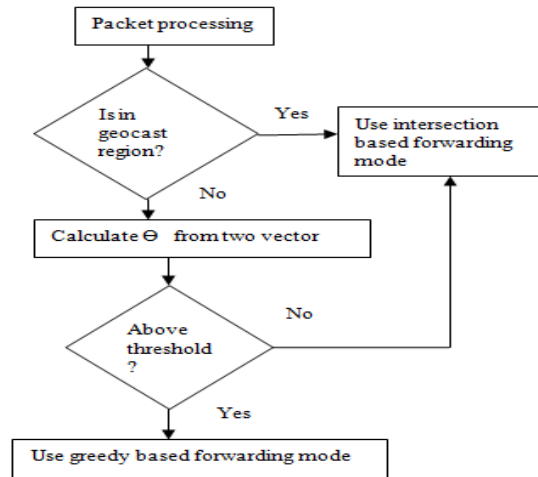 Packet processing
Is in
geocast
region?
Yes
Use intersection
based forwarding
mode
No
Calculate ϴ from two vector
Above
threshold
?
No
Yes
Use greedy based forwarding mode